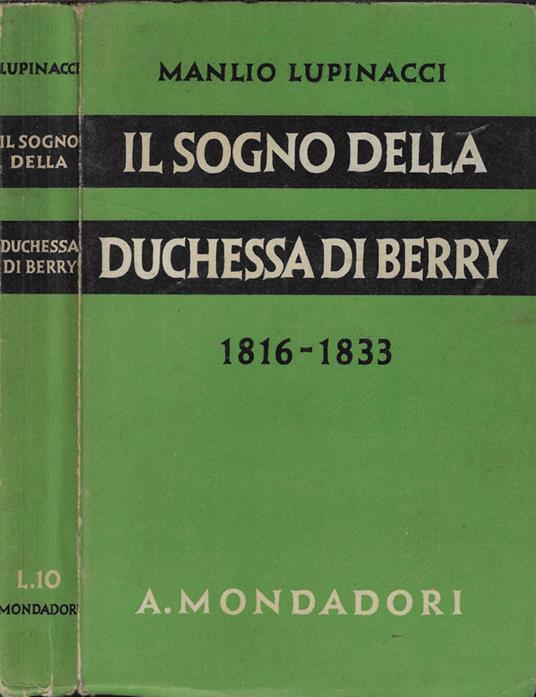 LUPINACCI
IL SOGNO
DELLA
DUCHESSA
DI BERRY
L.10
MONDADORI
MANLIO LUPINACCI
IL SOGNO DELLA
DUCHESSA DI BERRY
1816-1833
A. MONDADORI